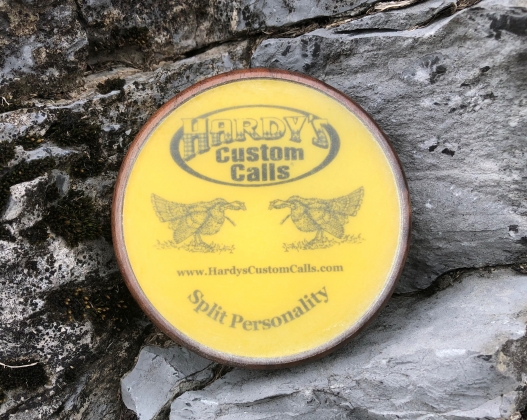 HARDY'S
Custom
Calls
www.HardysCustomCalls.com
Split Personality